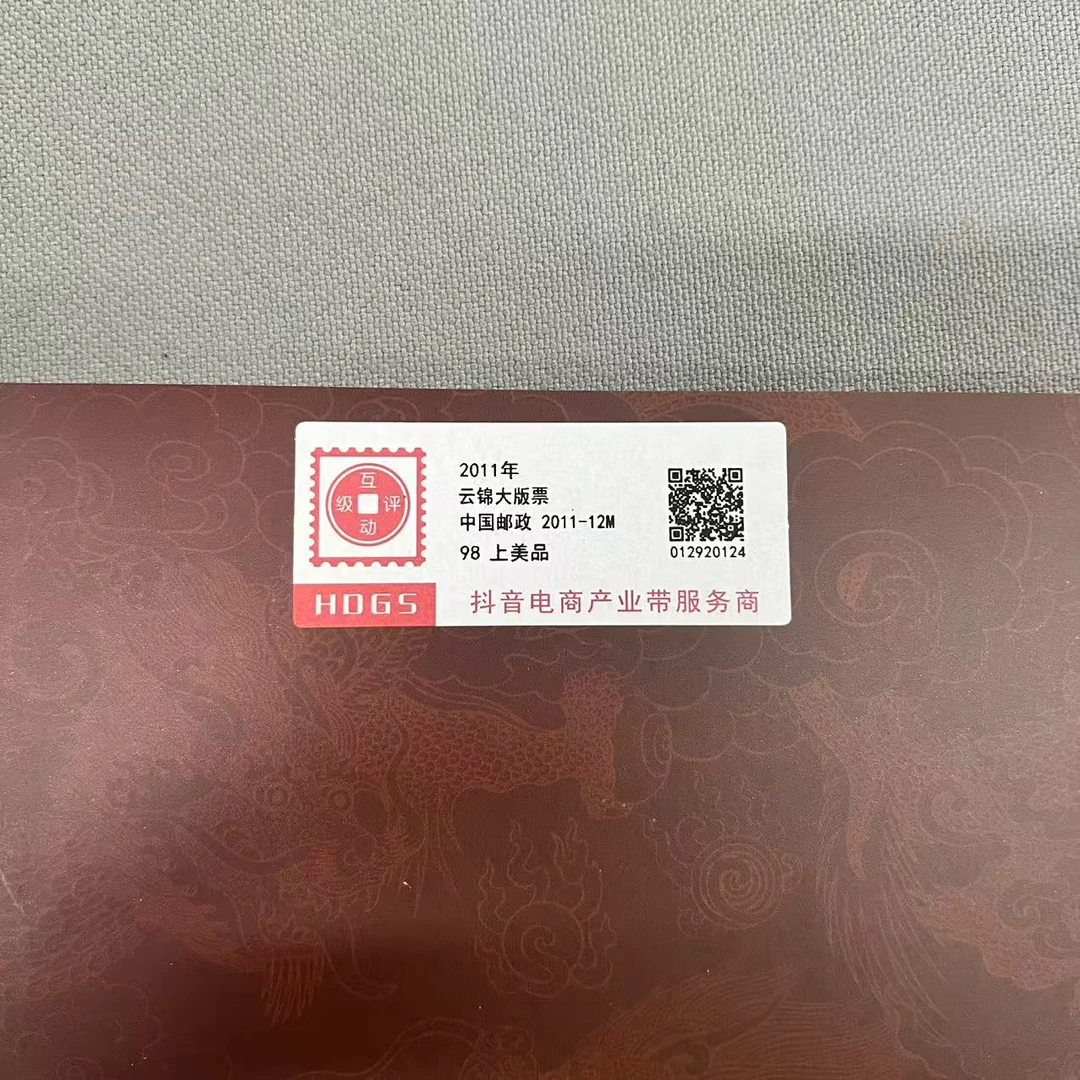 2011年
云锦大版票
中国邮政 2011-12M
98 上美品
互
级 评
动
012920124
HDGS
抖音电商产业带服务商